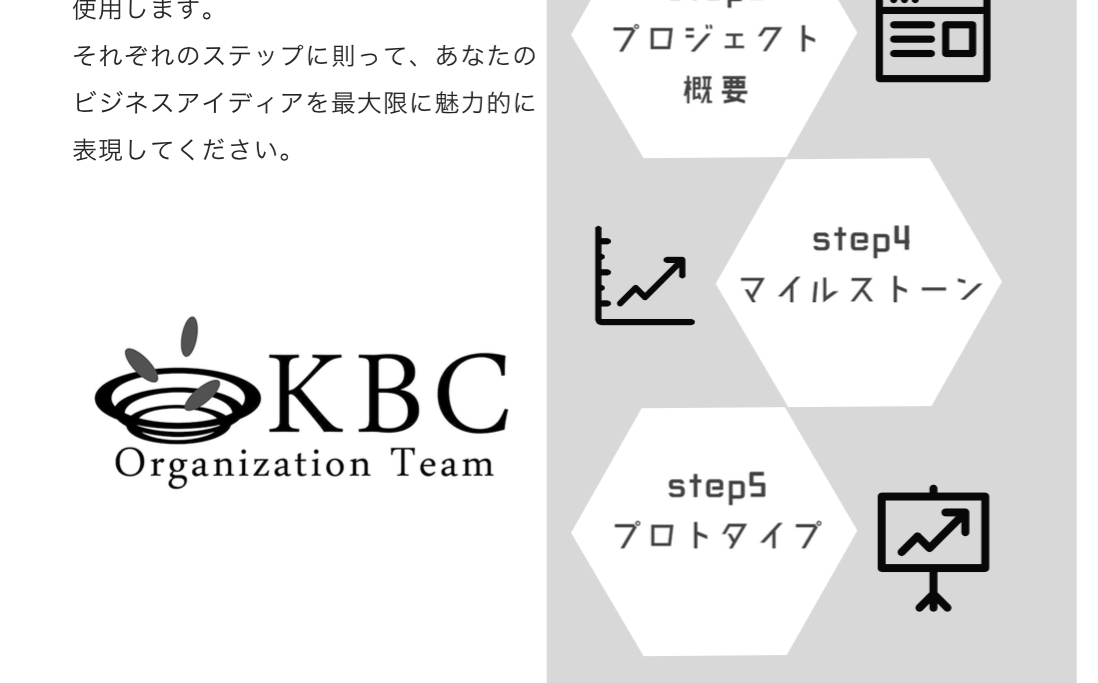 使用します。
それぞれのステップに則って、あなたの
ビジネスアイディアを最大限に魅力的に
表現してください。
KBC
Organization Team
プロジェクト
概要
step4
マイルストーン
step5
プロトタイプ